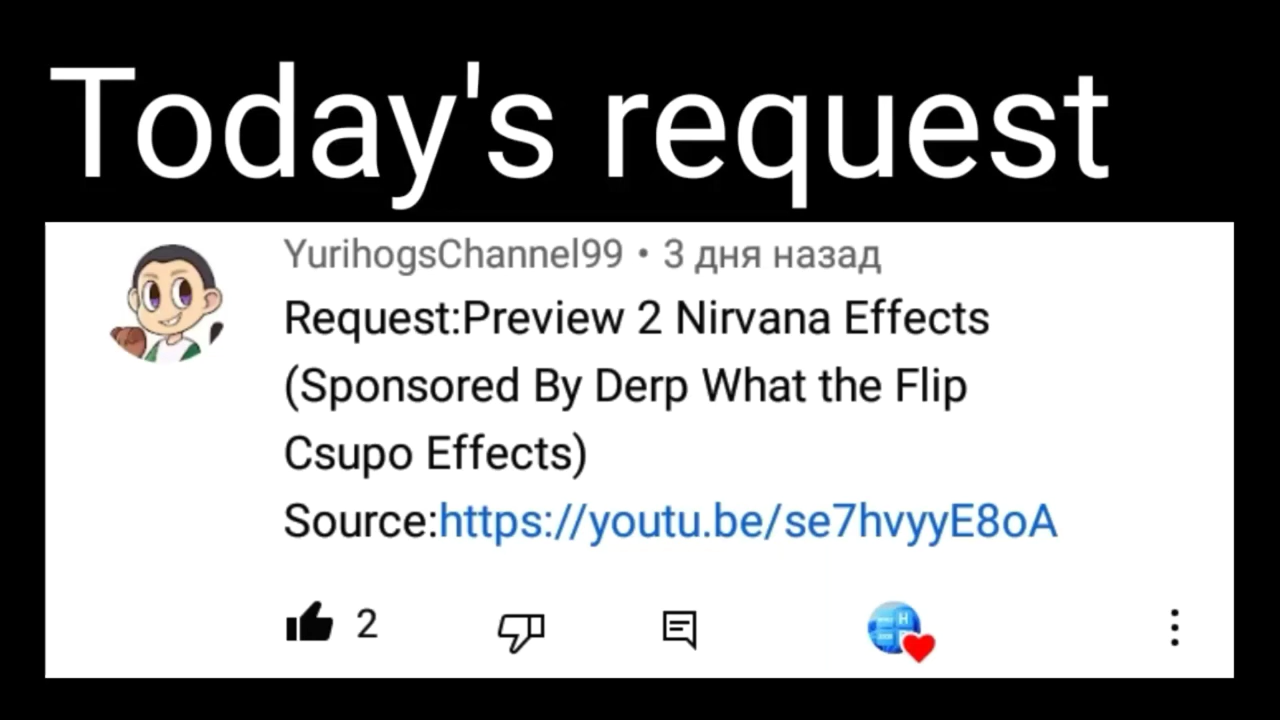 Today's request
YurihogsChannel99 • 3 дня назад
Request:Preview 2 Nirvana Effects
(Sponsored By Derp What the Flip
Csupo Effects)
Source:https://youtu.be/se7hvyyE8oA
2